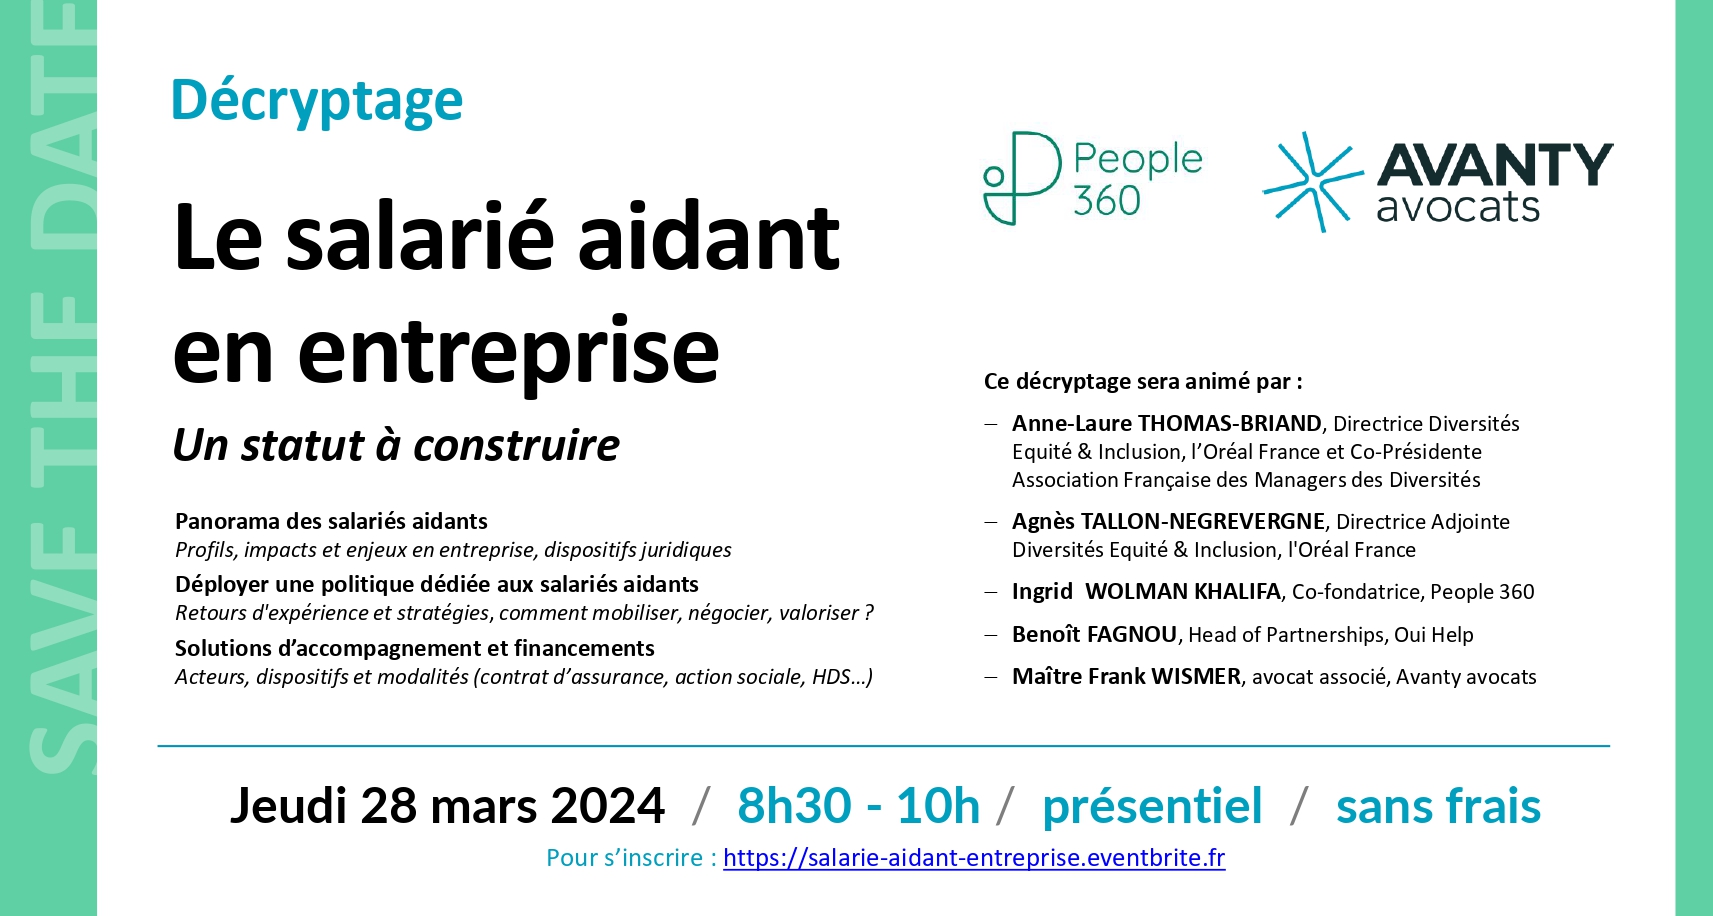 SAVE THE DATE
Décryptage
Le salarié aidant
en entreprise
Un statut à construire
Panorama des salariés aidants
Profils, impacts et enjeux en entreprise, dispositifs juridiques
Déployer une politique dédiée aux salariés aidants
Retours d'expérience et stratégies, comment mobiliser, négocier, valoriser ?
Solutions d’accompagnement et financements
Acteurs, dispositifs et modalités (contrat d’assurance, action sociale, HDS...)
People
360
AVANTY
avocats
Ce décryptage sera animé par :
– Anne-Laure THOMAS-BRIAND, Directrice Diversités
Equité & Inclusion, l’Oréal France et Co-Présidente
Association Française des Managers des Diversités
– Agnès TALLON-NEGREVERGNE, Directrice Adjointe
Diversités Equité & Inclusion, l'Oréal France
– Ingrid WOLMAN KHALIFA, Co-fondatrice, People 360
– Benoît FAGNOU, Head of Partnerships, Oui Help
– Maître Frank WISMER, avocat associé, Avanty avocats
Jeudi 28 mars 2024 / 8h30 - 10h / présentiel / sans frais
Pour s’inscrire : https://salarie-aidant-entreprise.eventbrite.fr